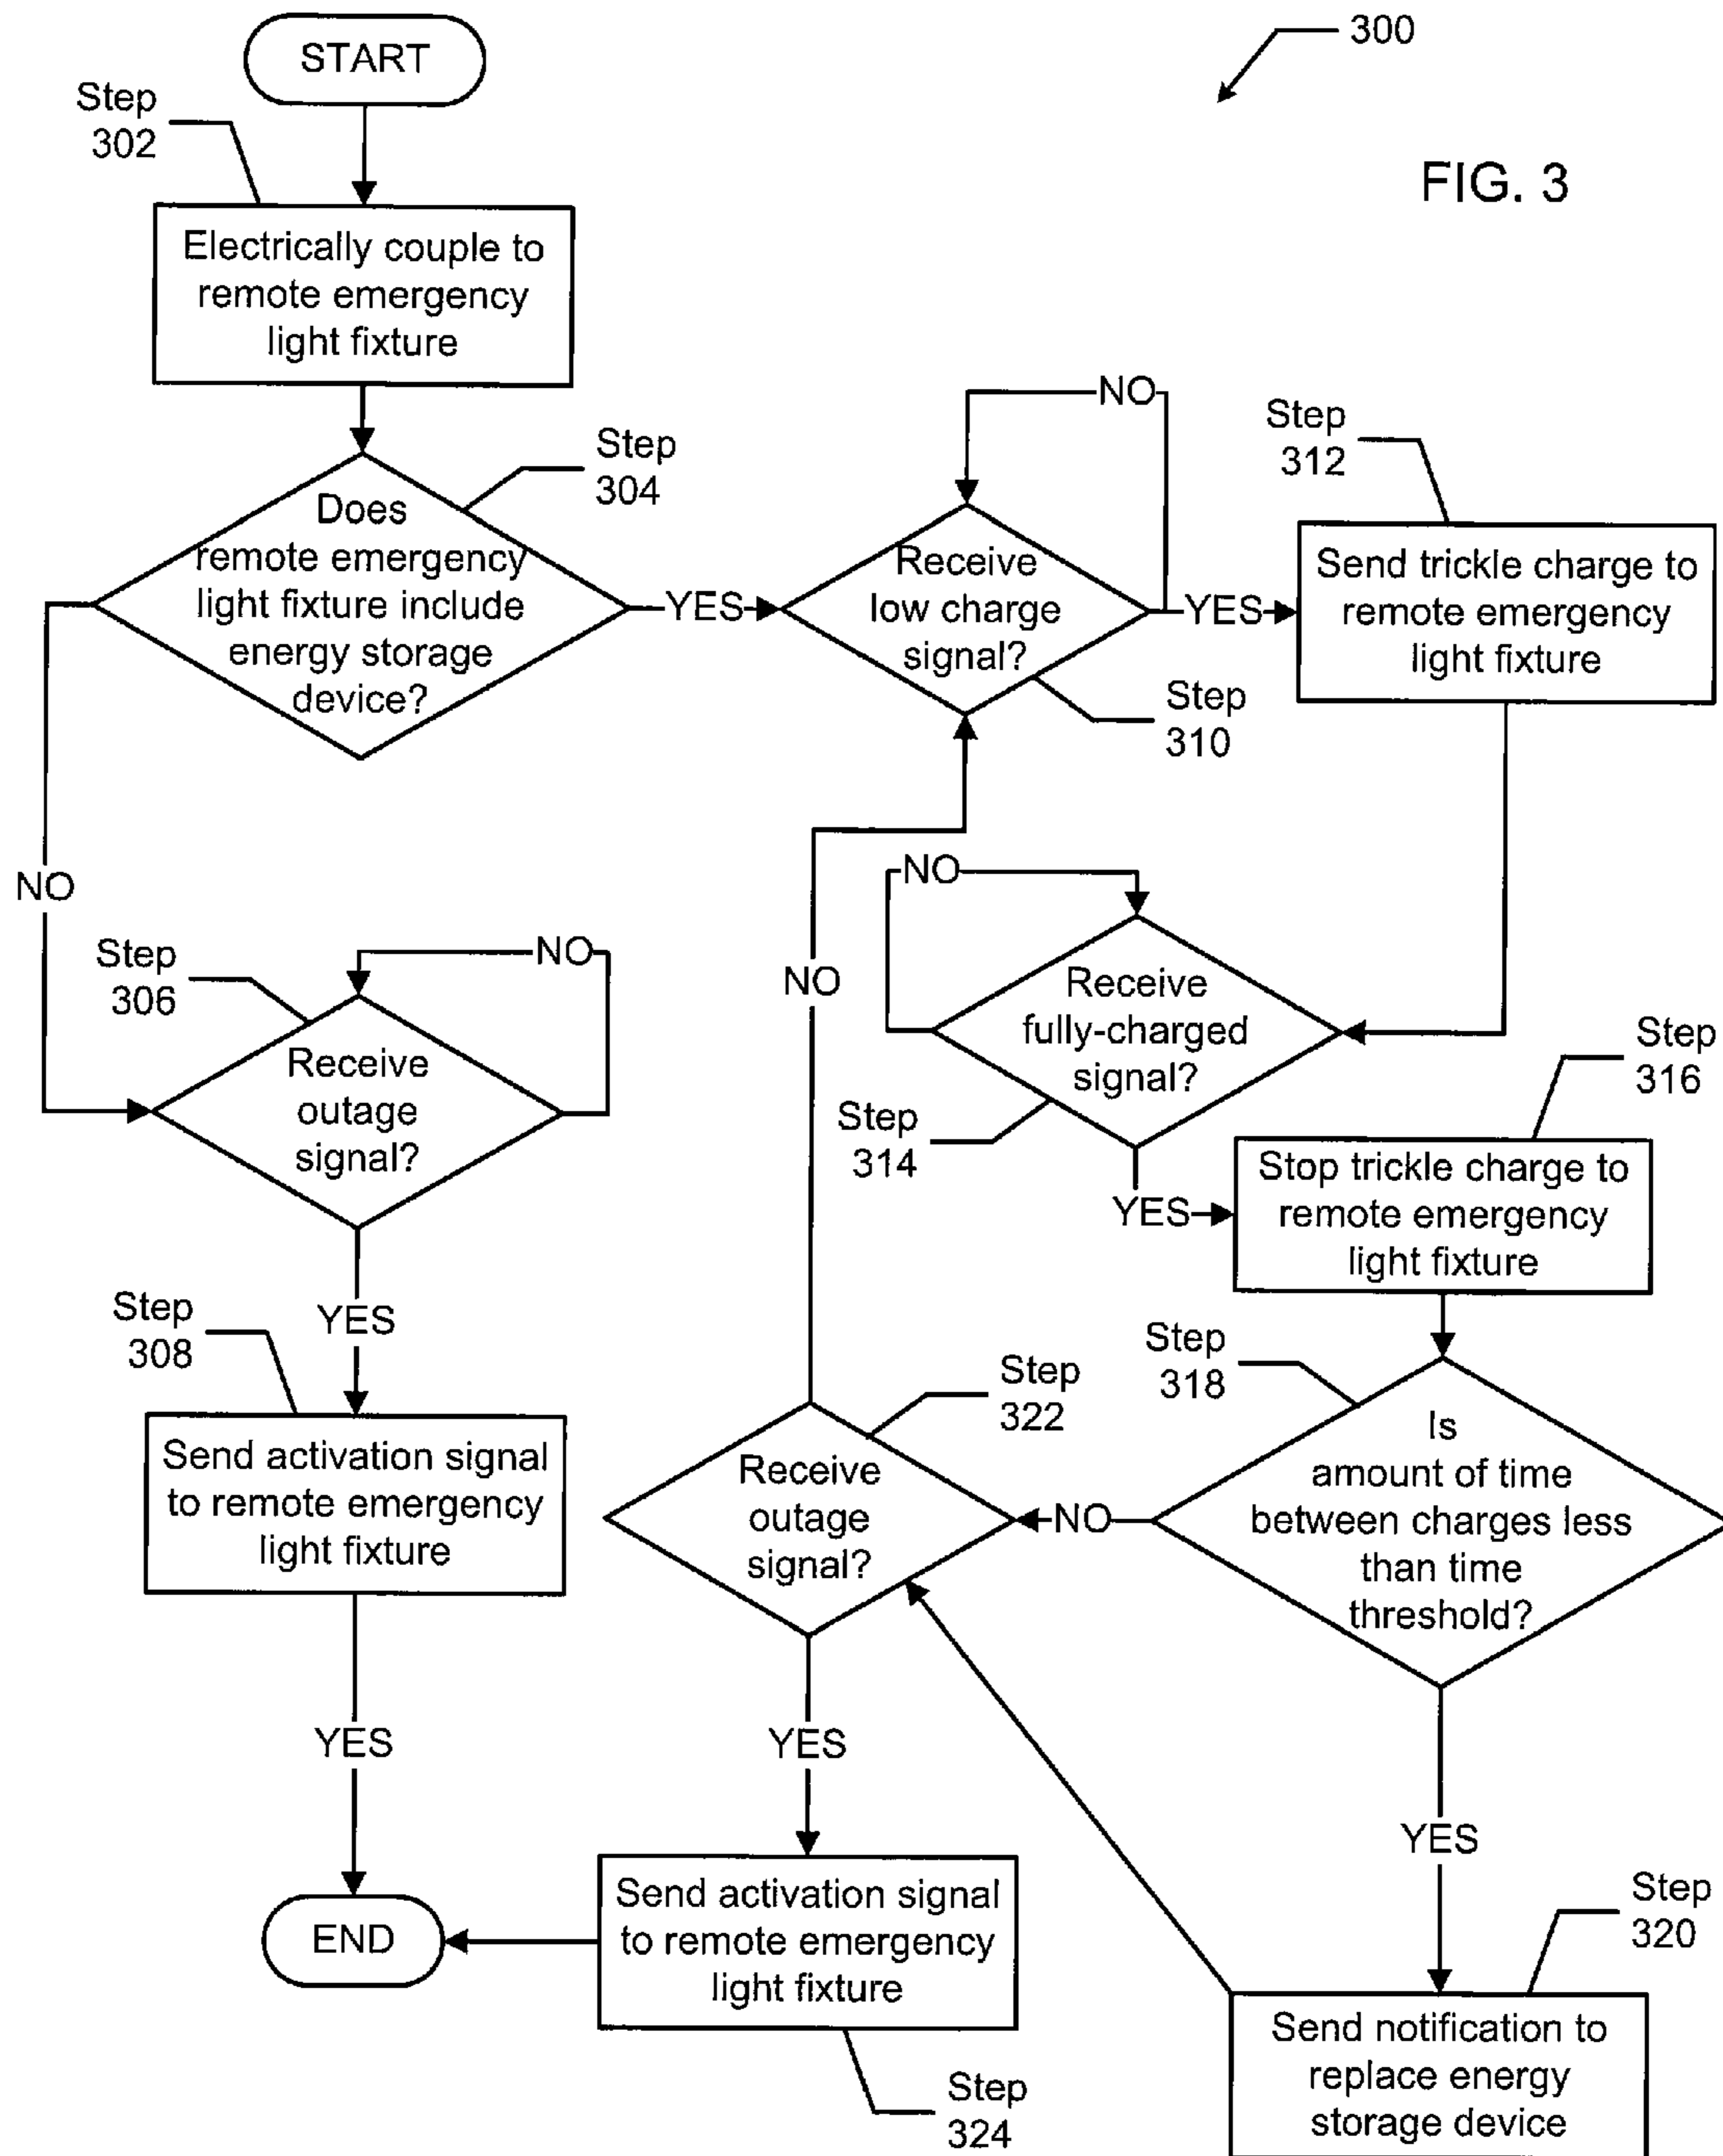 300
START
Step
302
FIG. 3
Electrically couple to
remote emergency
light fixture
Step
304
Does
remote emergency
light fixture include
energy storage
device?
YES
NO
NO
Receive
low charge
signal?
YES
Step
310
Step
312
Send trickle charge to
remote emergency
light fixture
Step
306
NO
Receive
outage
signal?
YES
NO
NO
Receive
fully-charged
signal?
Step
314
YES
Step
316
Stop trickle charge to
remote emergency
light fixture
Step
308
Send activation signal
to remote emergency
light fixture
YES
END
Step
318
Is
amount of time
between charges less
than time
threshold?
NO
Step
322
Receive
outage
signal?
YES
YES
Send activation signal
to remote emergency
light fixture
Step
324
Step
320
Send notification to
replace energy
storage device